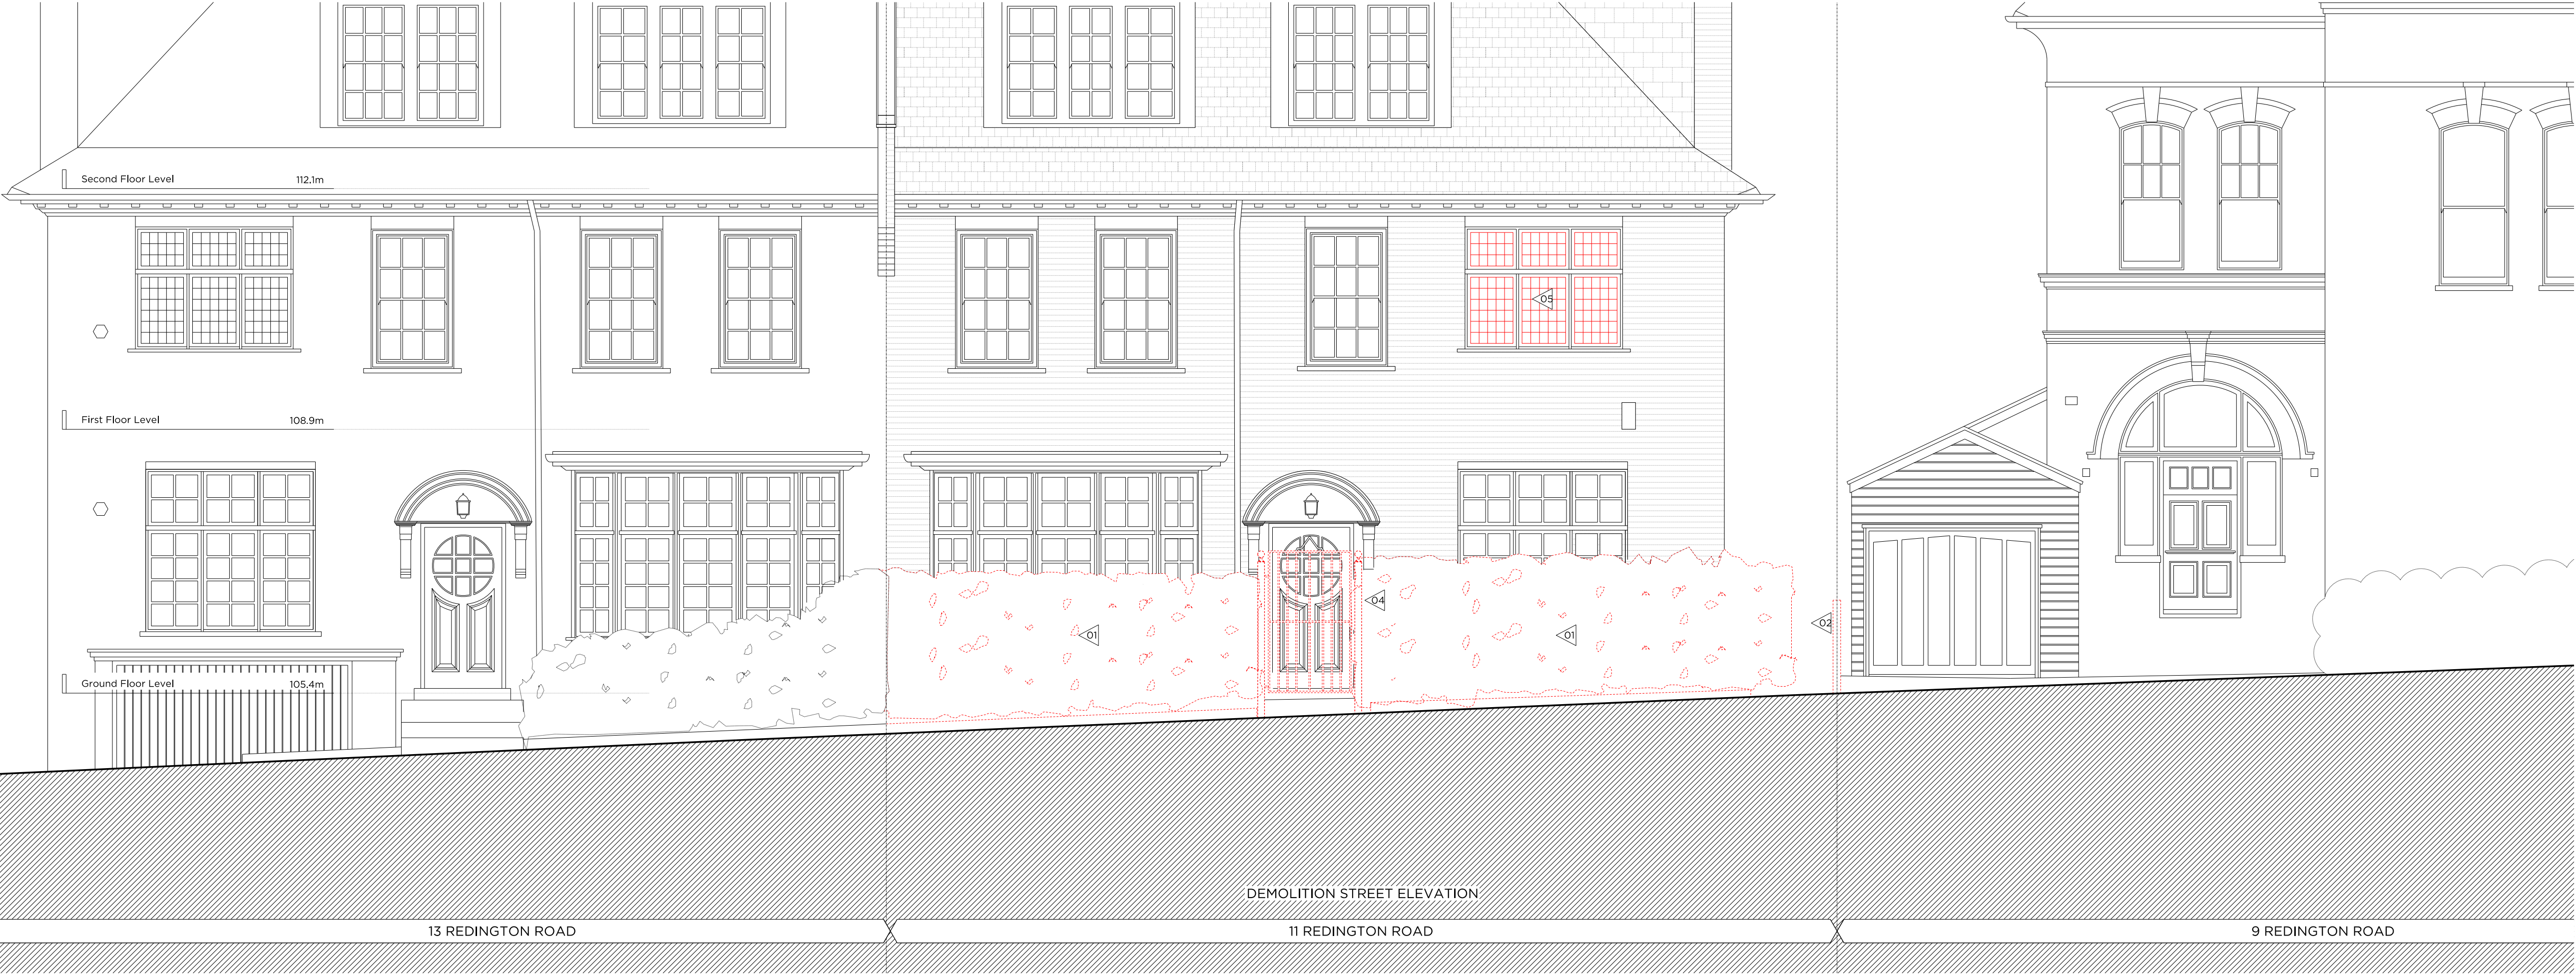 Second Floor Level 112.1m
05
First Floor Level 108.9m
04
02
01 01
Ground Floor Level 105.4m
DEMOLITION STREET ELEVATION
13 REDINGTON ROAD 11 REDINGTON ROAD 9 REDINGTON ROAD